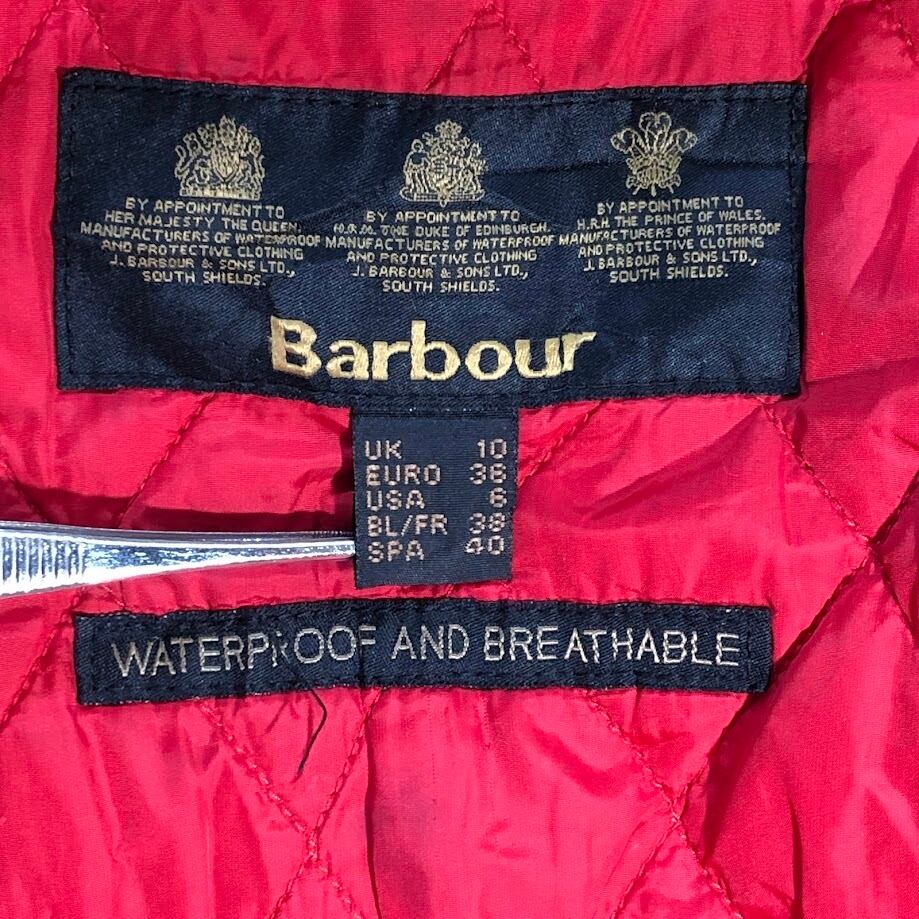 BY APPOINTMENT TO
HER MAJESTY THE QUEEN.
MANUFACTURERS OF WATERPROOF
AND PROTECTIVE CLOTHING
J. BARBOUR & SONS LTD.,
SOUTH SHIELDS.
BY APPOINTMENT TO
H.R.H. THE DUKE OF EDINBURGH.
MANUFACTURERS OF WATERPROOF
AND PROTECTIVE CLOTHING
J. BARBOUR & SONS LTD.,
SOUTH SHIELDS.
BY APPOINTMENT TO
H.R.H. THE PRINCE OF WALES.
MANUFACTURERS OF WATERPROOF
AND PROTECTIVE CLOTHING
J. BARBOUR & SONS LTD.,
SOUTH SHIELDS.
Barbour
UK 10
EURO 36
USA 6
BL/FR 38
SPA 40
WATERPROOF AND BREATHABLE